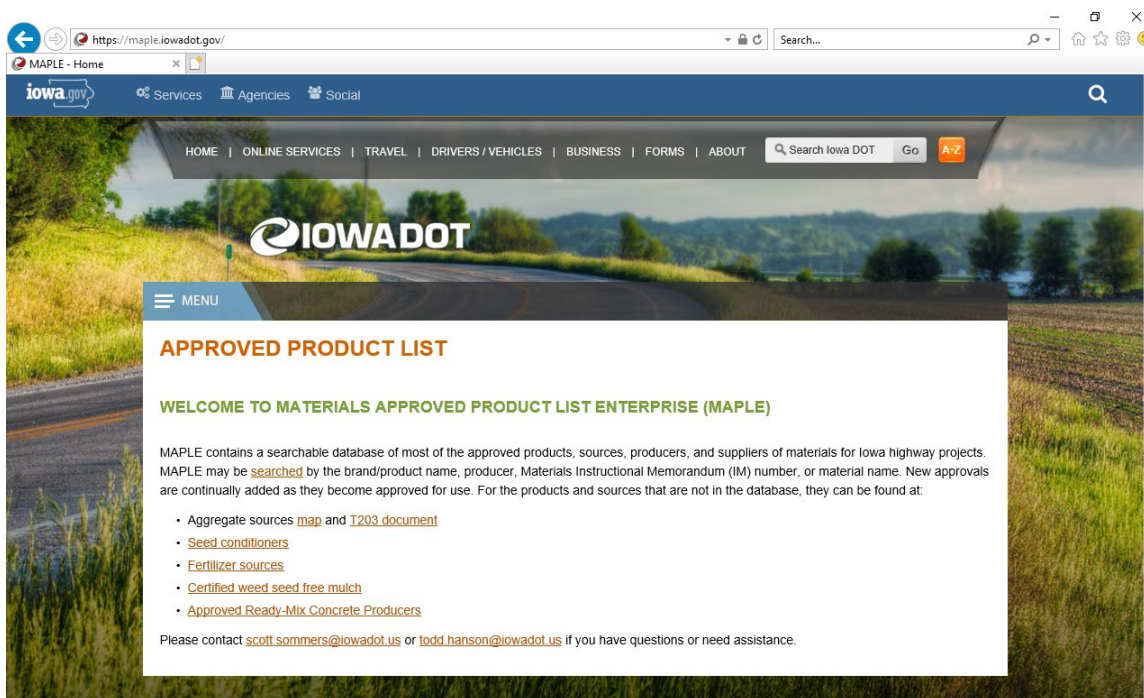 https://maple.iowadot.gov/
Search...
MAPLE - Home
iowa.gov Services Agencies Social
HOME | ONLINE SERVICES | TRAVEL | DRIVERS / VEHICLES | BUSINESS | FORMS | ABOUT Search Iowa DOT Go A-Z
IOWADOT
MENU
APPROVED PRODUCT LIST
WELCOME TO MATERIALS APPROVED PRODUCT LIST ENTERPRISE (MAPLE)
MAPLE contains a searchable database of most of the approved products, sources, producers, and suppliers of materials for Iowa highway projects.
MAPLE may be searched by the brand/product name, producer, Materials Instructional Memorandum (IM) number, or material name. New approvals
are continually added as they become approved for use. For the products and sources that are not in the database, they can be found at:
• Aggregate sources map and T203 document
• Seed conditioners
• Fertilizer sources
• Certified weed seed free mulch
• Approved Ready-Mix Concrete Producers
Please contact scott.sommers@iowadot.us or todd.hanson@iowadot.us if you have questions or need assistance.